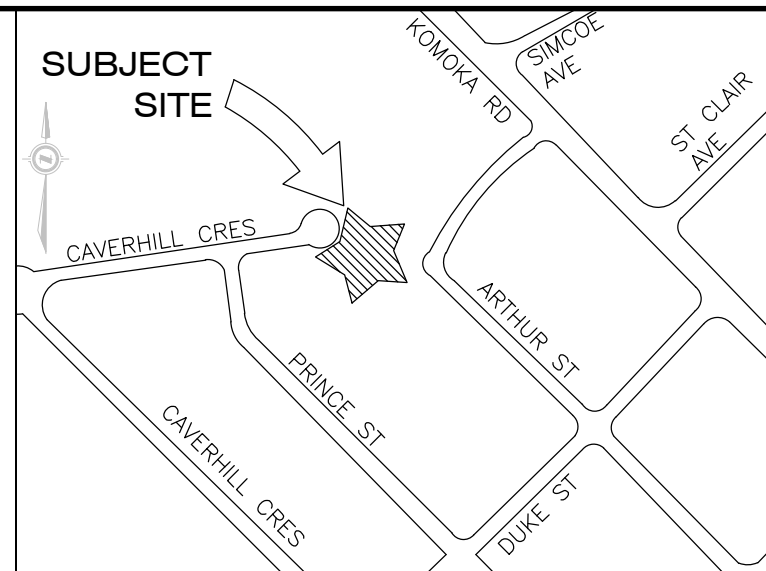 SUBJECT
SITE
KOMOKA RD
SIMCOE
AVE
ST CLAIR
AVE
CAVERHILL CRES
ARTHUR ST
PRINCE ST
CAVERHILL CRES
DUKE ST